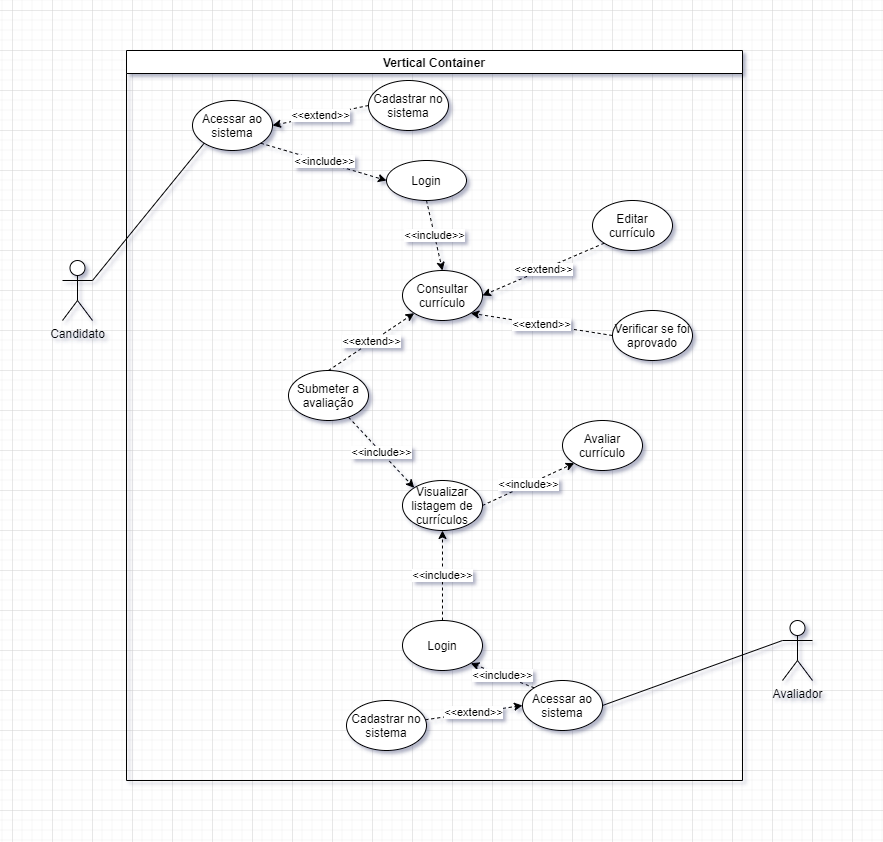 Vertical Container
Cadastrar no
sistema
<<extend>>
Acessar ao
sistema
<<include>>
Login
<<include>>
Editar
currículo
<<extend>>
Consultar
currículo
<<extend>>
Verificar se foi
aprovado
Candidato
<<extend>>
Submeter a
avaliação
<<include>>
Avaliar
currículo
<<include>>
Visualizar
listagem de
currículos
<<include>>
Login
<<include>>
Avaliador
Acessar ao
sistema
<<extend>>
Cadastrar no
sistema